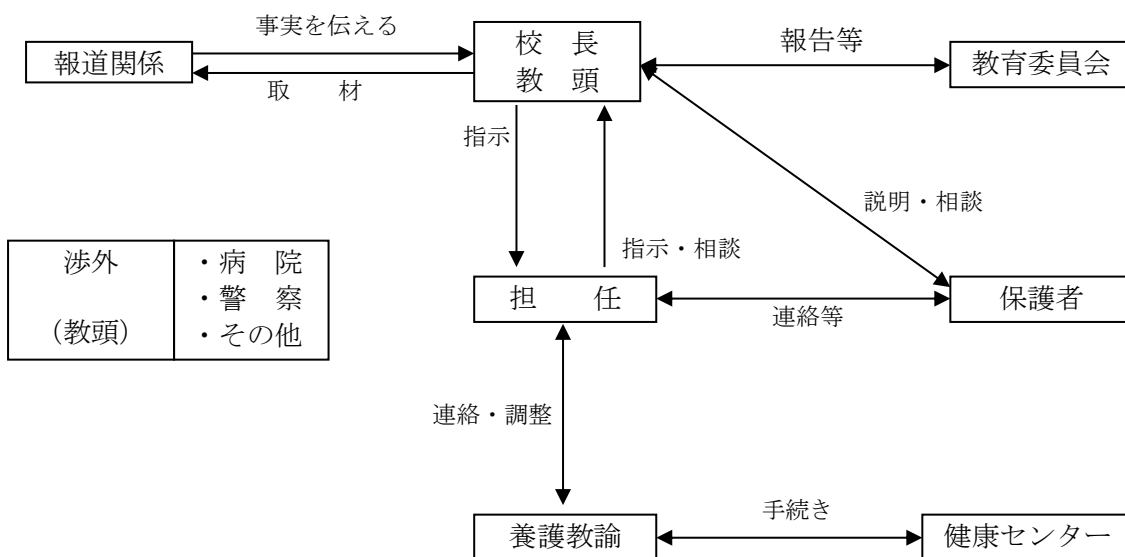 事実を伝える
報道関係
取　　材
校　長
教　頭
報告等
教育委員会
指示
説明・相談
指示・相談
渉外
（教頭）
・病　院
・警　察
・その他
担　　任
連絡等
保護者
連絡・調整
養護教諭
手続き
健康センター